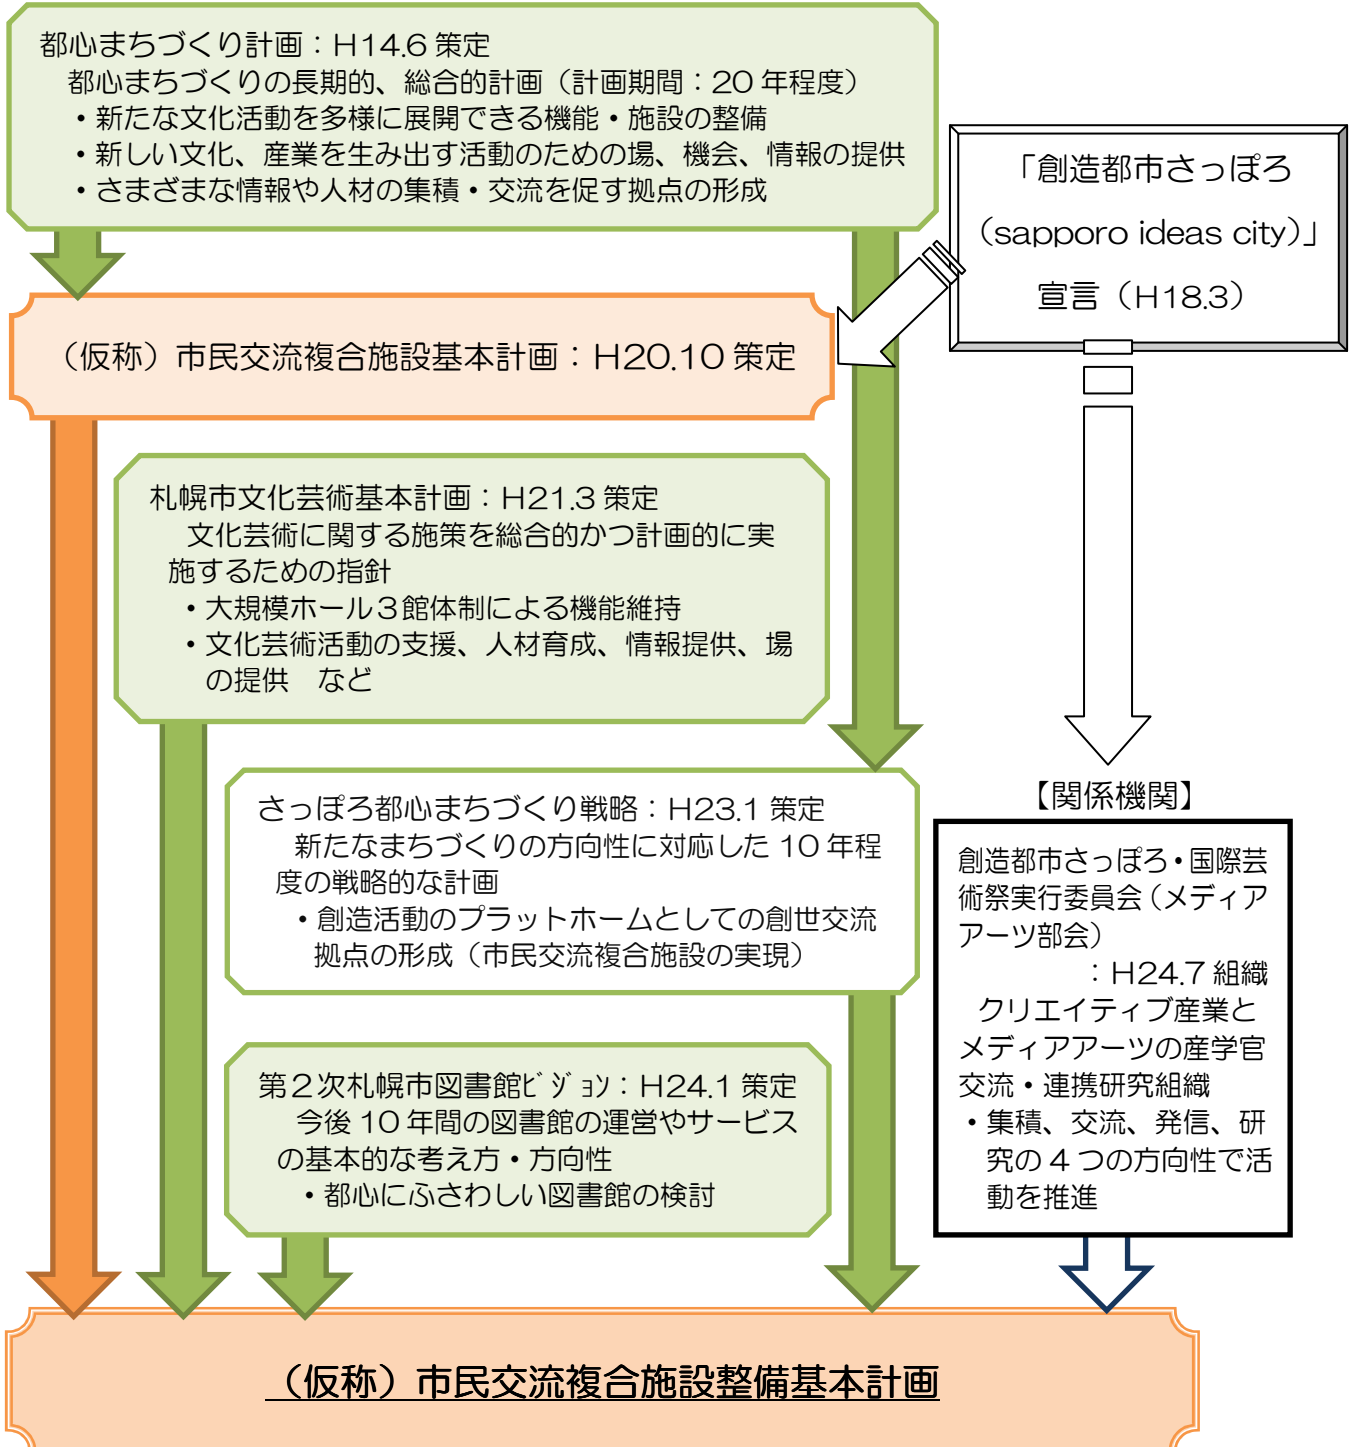 都心まちづくり計画：H14.6 策定
都心まちづくりの長期的、総合的計画（計画期間：20 年程度）
・新たな文化活動を多様に展開できる機能・施設の整備
・新しい文化、産業を生み出す活動のための場、機会、情報の提供
・さまざまな情報や人材の集積・交流を促す拠点の形成
「創造都市さっぽろ
（sapporo ideas city）」
宣言（H18.3）
（仮称）市民交流複合施設基本計画：H20.10 策定
札幌市文化芸術基本計画：H21.3 策定
文化芸術に関する施策を総合的かつ計画的に実
施するための指針
・大規模ホール３館体制による機能維持
・文化芸術活動の支援、人材育成、情報提供、場
の提供　など
さっぽろ都心まちづくり戦略：H23.1 策定
新たなまちづくりの方向性に対応した 10 年程
度の戦略的な計画
・創造活動のプラットホームとしての創世交流
拠点の形成（市民交流複合施設の実現）
第２次札幌市図書館ﾋﾞｼﾞｮﾝ：H24.1 策定
今後 10 年間の図書館の運営やサービス
の基本的な考え方・方向性
・都心にふさわしい図書館の検討
【関係機関】
創造都市さっぽろ・国際芸
術祭実行委員会（メディア
アーツ部会）
：H24.7 組織
クリエイティブ産業と
メディアアーツの産学官
交流・連携研究組織
・集積、交流、発信、研
究の 4 つの方向性で活
動を推進
（仮称）市民交流複合施設整備基本計画